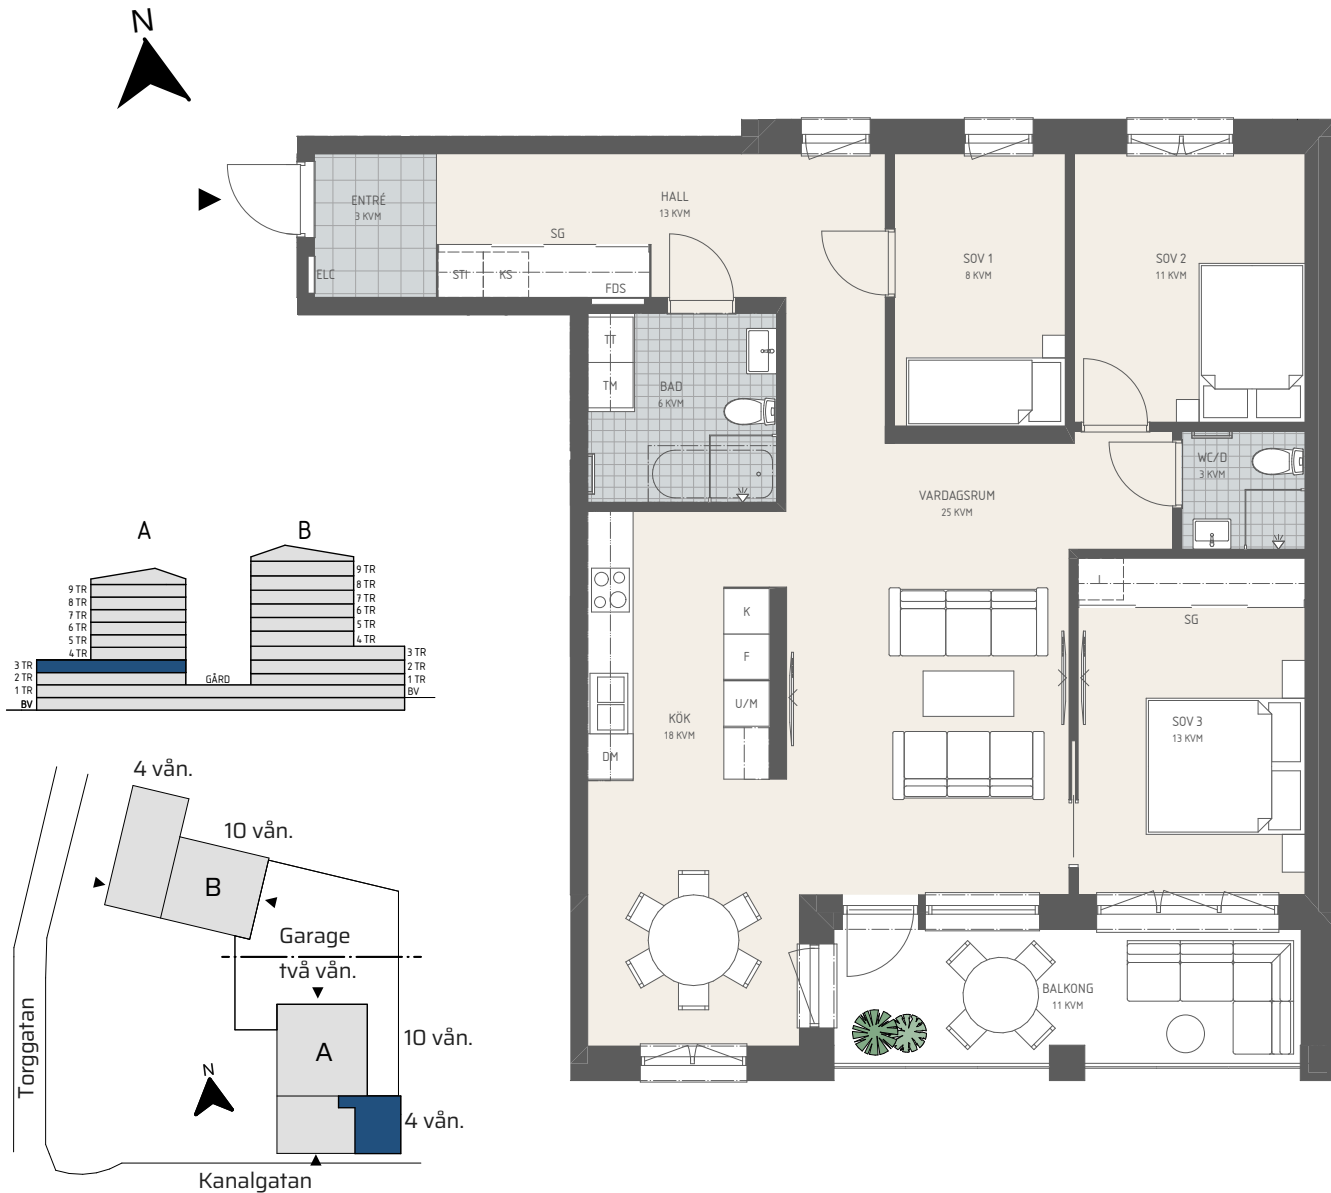 N
ENTRÉ
3 KVM
HALL
13 KVM
SG
ELC
STI
KS
FDS
SOV 1
8 KVM
SOV 2
11 KVM
TT
TM
BAD
6 KVM
WC/D
3 KVM
VARDAGSRUM
25 KVM
K
F
U/M
KÖK
18 KVM
DM
L
SG
SOV 3
13 KVM
BALKONG
11 KVM
A
B
9 TR
8 TR
7 TR
6 TR
5 TR
4 TR
3 TR
2 TR
1 TR
BV
GÅRD
9 TR
8 TR
7 TR
6 TR
5 TR
4 TR
3 TR
2 TR
1 TR
BV
4 vån.
10 vån.
B
Garage
två vån.
10 vån.
A
N
4 vån.
Torggatan
Kanalgatan